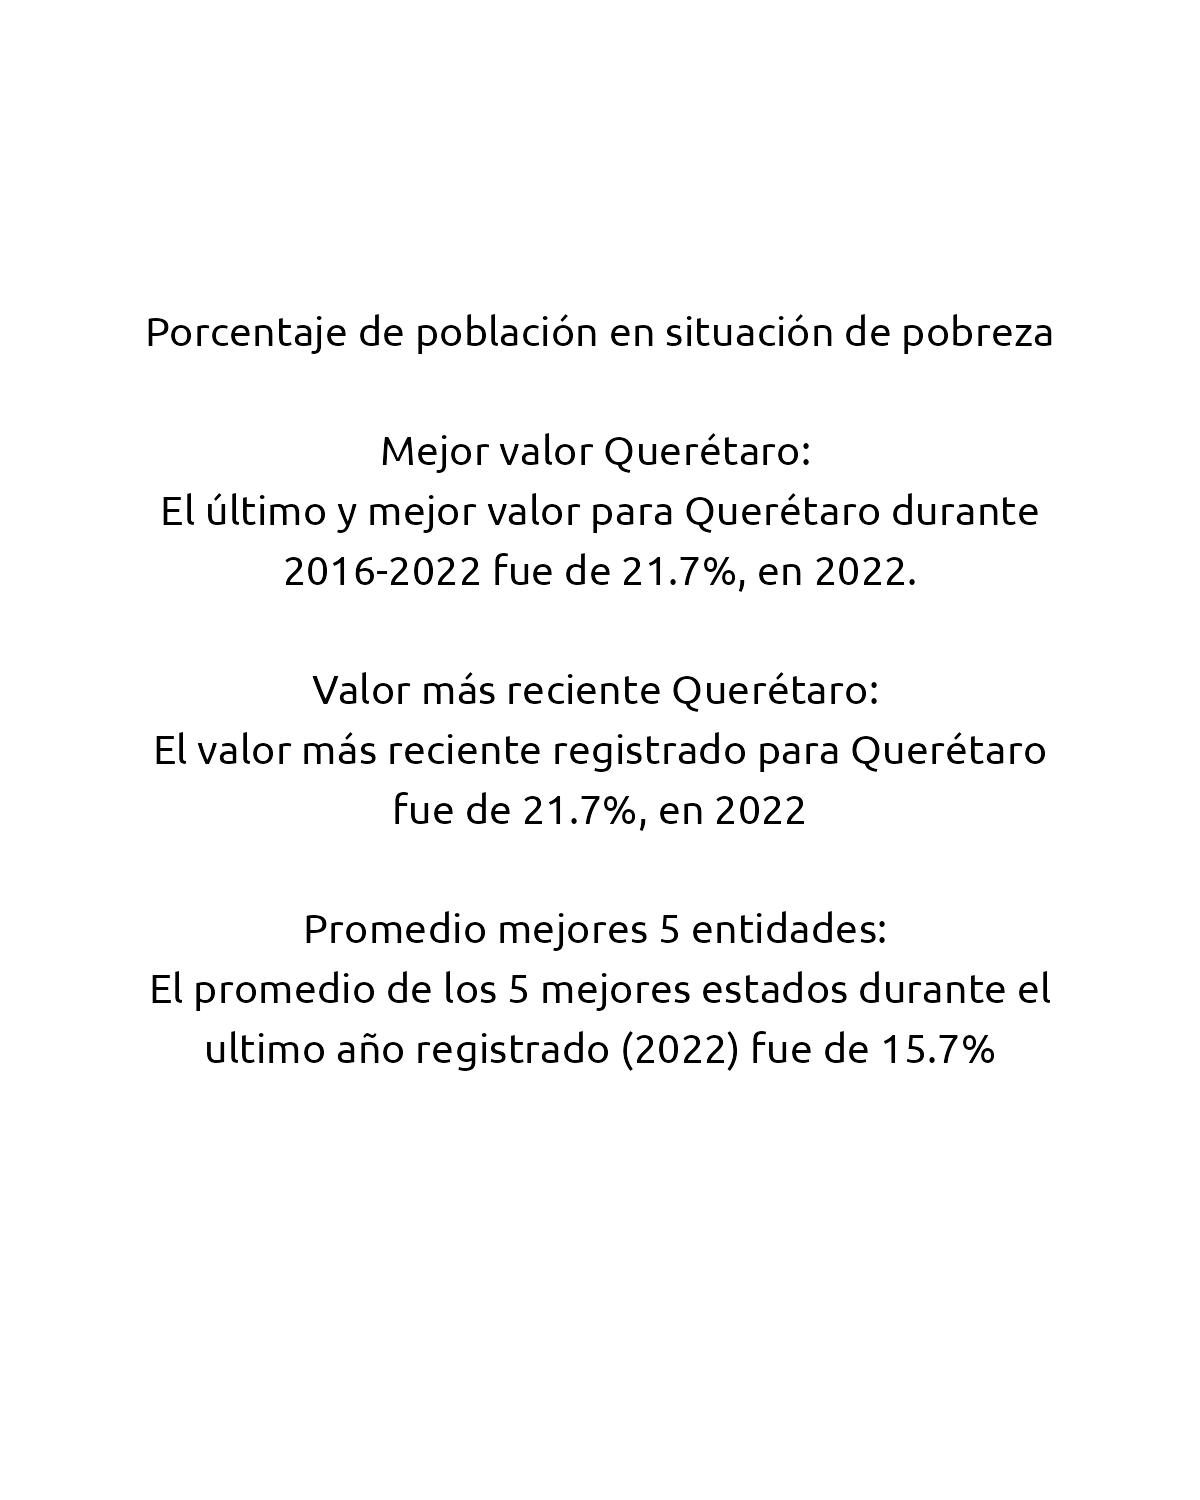 Porcentaje de población en situación de pobreza
Mejor valor Querétaro:
El último y mejor valor para Querétaro durante
2016-2022 fue de 21.7%, en 2022.
Valor más reciente Querétaro:
El valor más reciente registrado para Querétaro
fue de 21.7%, en 2022
Promedio mejores 5 entidades:
El promedio de los 5 mejores estados durante el
ultimo año registrado (2022) fue de 15.7%